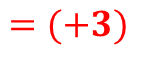 = (+3)